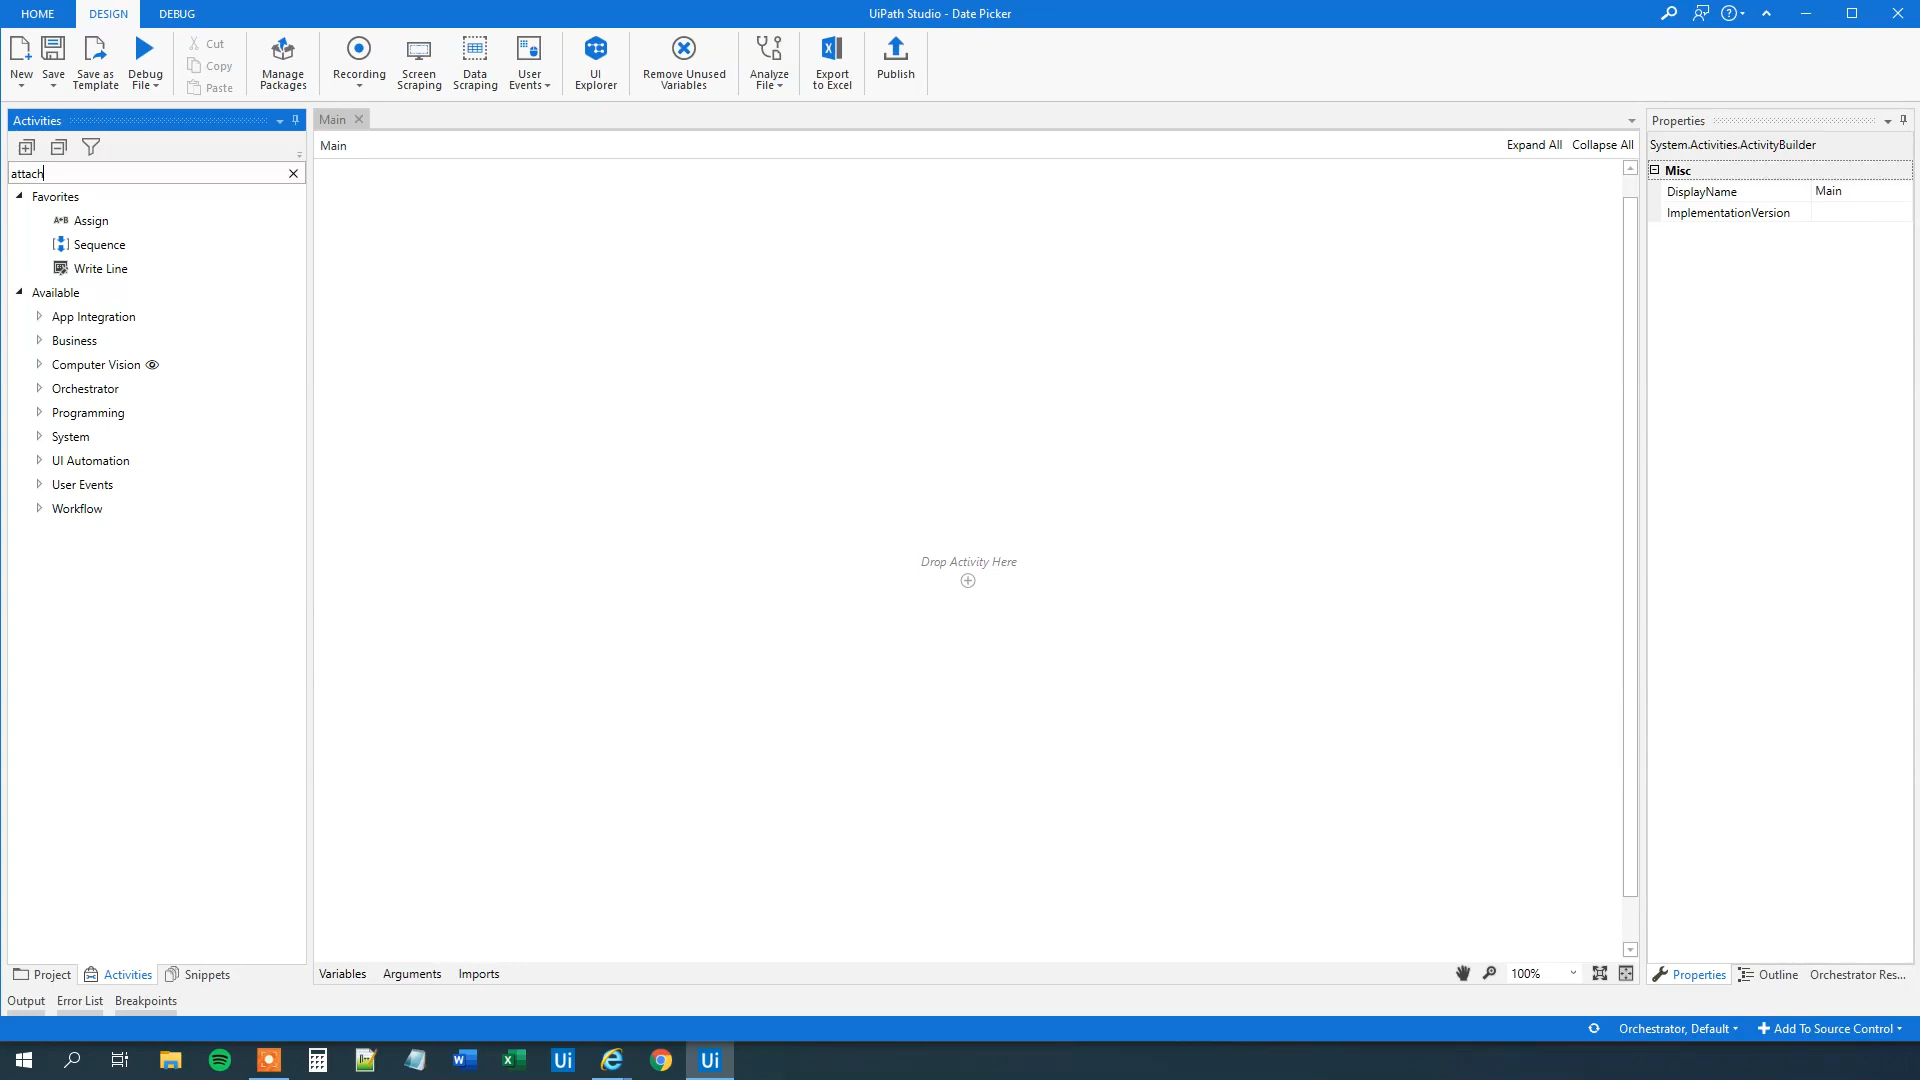 HOME DESIGN DEBUG UiPath Studio - Date Picker
New Save Save as Template Debug File Cut Copy Paste Manage Packages Recording Screen Scraping Data Scraping User Events UI Explorer Remove Unused Variables Analyze File Export to Excel Publish
Activities
attach
Favorites
Assign
Sequence
Write Line
Available
App Integration
Business
Computer Vision
Orchestrator
Programming
System
UI Automation
User Events
Workflow
Project Activities Snippets
Main
Main Expand All Collapse All
Drop Activity Here
Variables Arguments Imports 100%
Properties
System.Activities.ActivityBuilder
Misc
DisplayName Main
ImplementationVersion
Properties Outline Orchestrator Res...
Output Error List Breakpoints
Orchestrator, Default Add To Source Control
Ui Ui